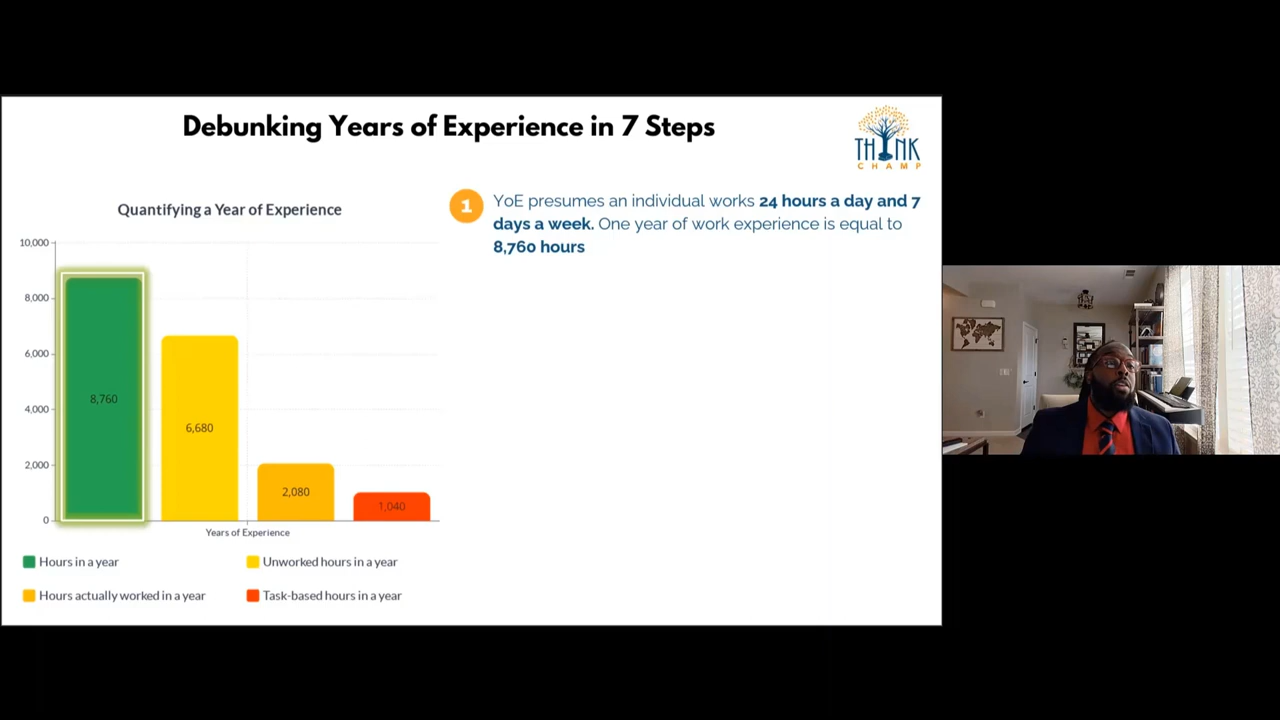 Debunking Years of Experience in 7 Steps
THINK
CHAMP
Quantifying a Year of Experience
10,000
8,000
6,000
4,000
2,000
0
8,760
6,680
2,080
1,040
Years of Experience
Hours in a year
Unworked hours in a year
Hours actually worked in a year
Task-based hours in a year
1
YoE presumes an individual works 24 hours a day and 7
days a week. One year of work experience is equal to
8,760 hours